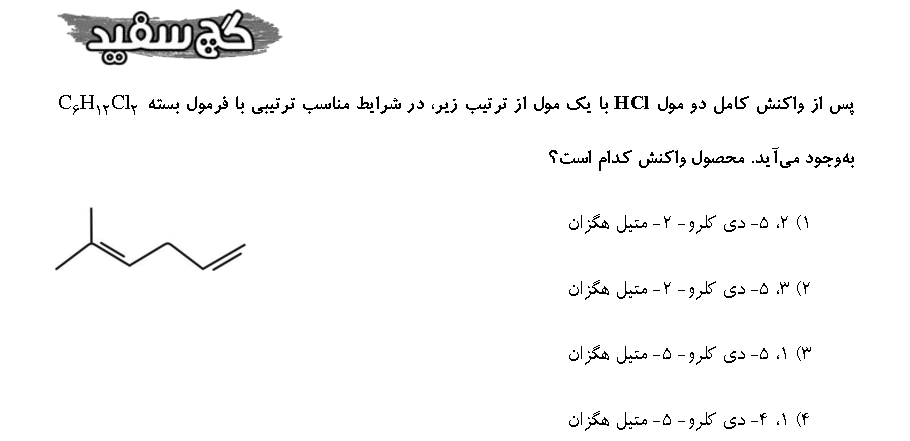 گچ سفید
پس از واکنش کامل دو مول HCl با یک مول از ترتیب زیر، در شرایط مناسب ترتیبی با فرمول بسته C₆H₁₂Cl₂
به‌وجود می‌آید. محصول واکنش کدام است؟
۱) ۲، ۵- دی کلرو- ۲- متیل هگزان
۲) ۳، ۵- دی کلرو- ۲- متیل هگزان
۳) ۱، ۵- دی کلرو- ۵- متیل هگزان
۴) ۱، ۴- دی کلرو- ۵- متیل هگزان